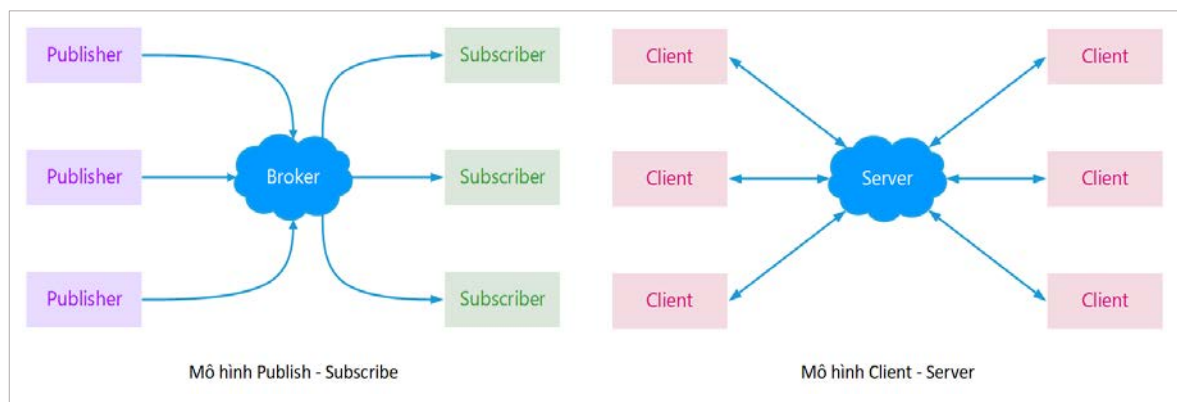 Publisher
Subscriber
Publisher
Broker
Subscriber
Publisher
Subscriber
Mô hình Publish - Subscribe
Client
Client
Client
Server
Client
Client
Client
Mô hình Client - Server